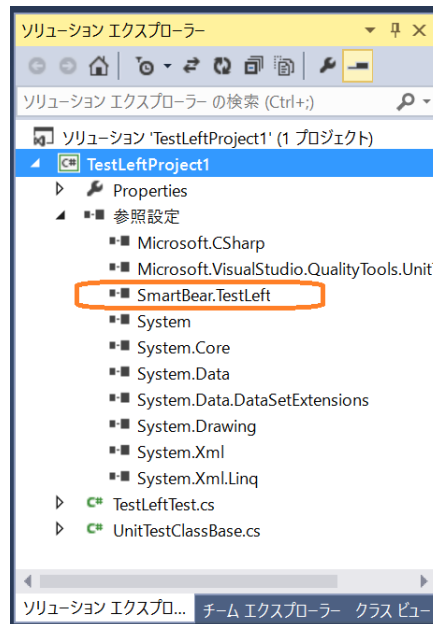 ソリューション エクスプローラー
ソリューション エクスプローラー の検索 (Ctrl+;)
ソリューション 'TestLeftProject1' (1 プロジェクト)
C# TestLeftProject1
Properties
参照設定
Microsoft.CSharp
Microsoft.VisualStudio.QualityTools.Unit
SmartBear.TestLeft
System
System.Core
System.Data
System.Data.DataSetExtensions
System.Drawing
System.Xml
System.Xml.Linq
C# TestLeftTest.cs
C# UnitTestClassBase.cs
ソリューション エクスプロ... チーム エクスプローラー クラス ビュー